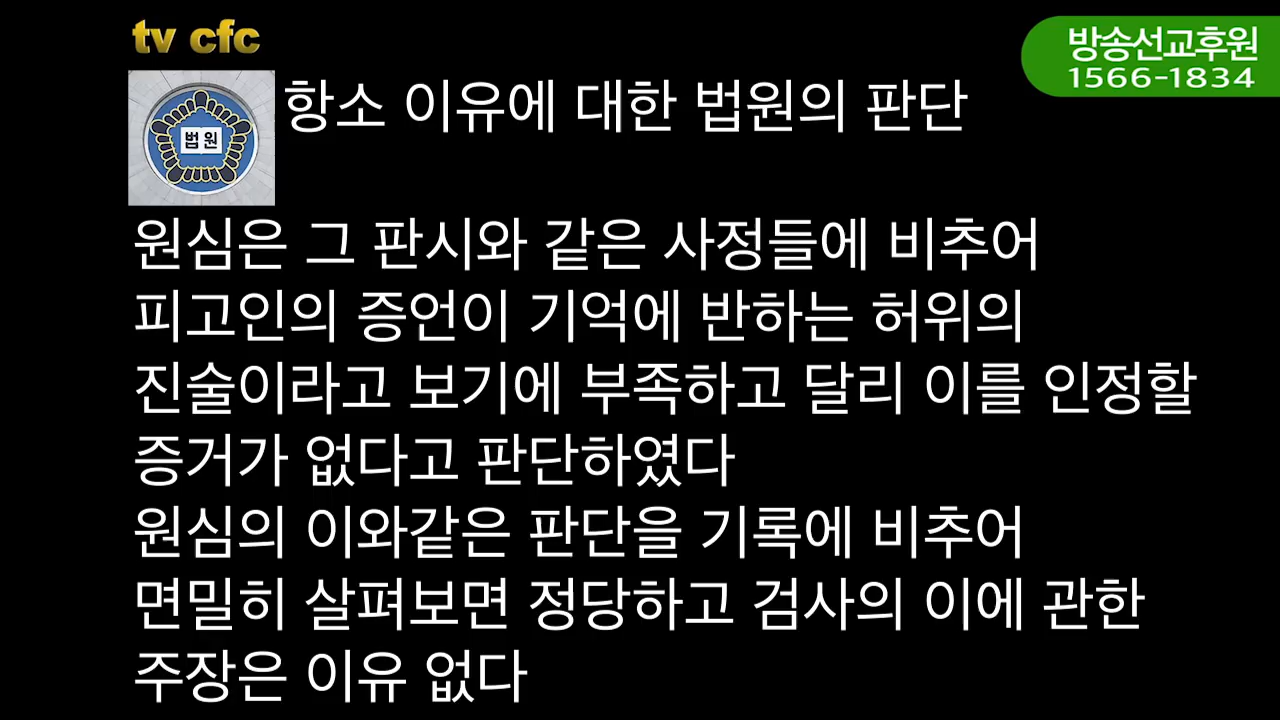 tv cfc
방송선교후원
1566-1834
법원
항소 이유에 대한 법원의 판단
원심은 그 판시와 같은 사정들에 비추어
피고인의 증언이 기억에 반하는 허위의
진술이라고 보기에 부족하고 달리 이를 인정할
증거가 없다고 판단하였다
원심의 이와같은 판단을 기록에 비추어
면밀히 살펴보면 정당하고 검사의 이에 관한
주장은 이유 없다